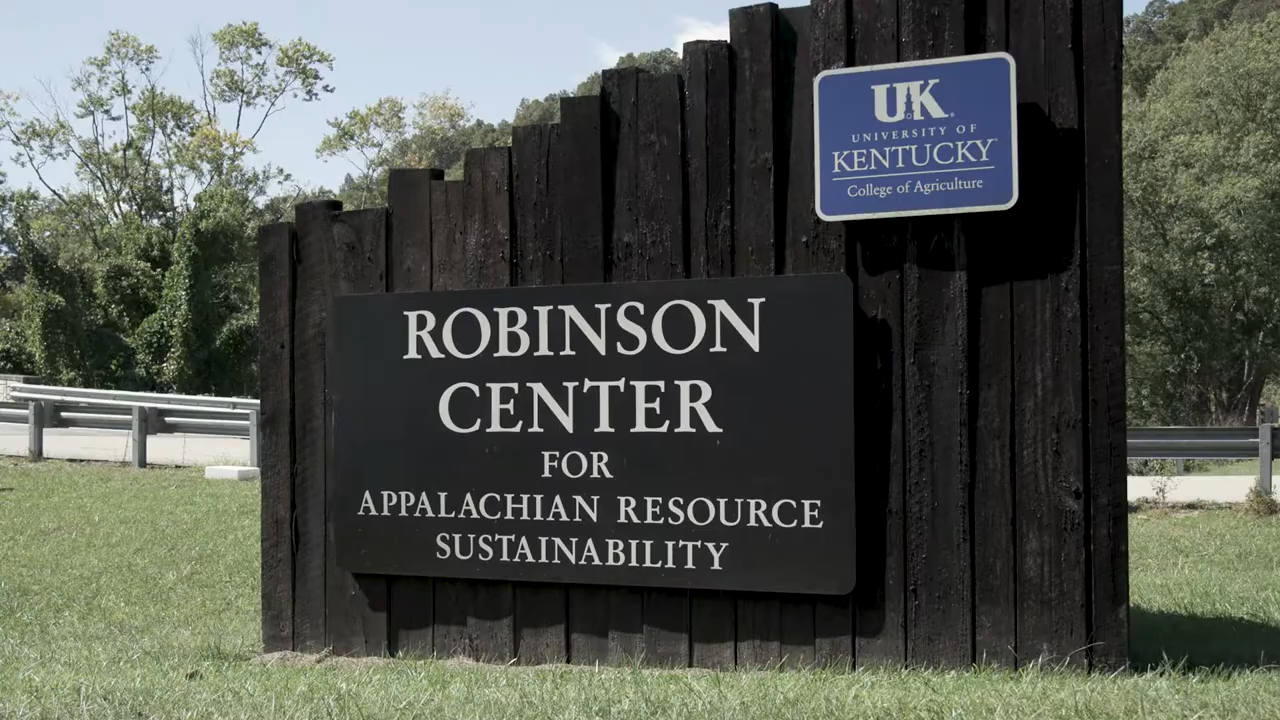 UK
UNIVERSITY OF
KENTUCKY
College of Agriculture
ROBINSON
CENTER
FOR
APPALACHIAN RESOURCE
SUSTAINABILITY